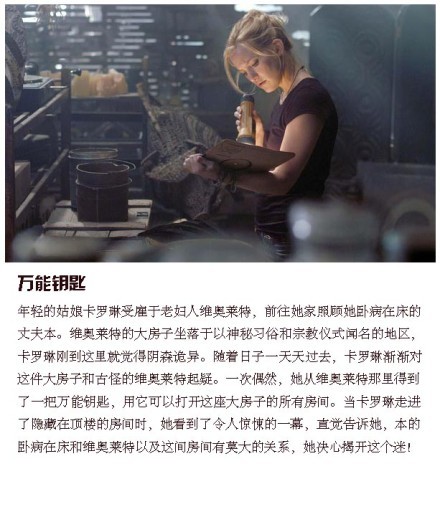 万能钥匙
年轻的姑娘卡罗琳受雇于老妇人维奥莱特，前往她家照顾她卧病在床的
丈夫本。维奥莱特的大房子坐落于以神秘习俗和宗教仪式闻名的地区，
卡罗琳刚到这里就觉得阴森诡异。随着日子一天天过去，卡罗琳渐渐对
这件大房子和古怪的维奥莱特起疑。一次偶然，她从维奥莱特那里得到
了一把万能钥匙，用它可以打开这座大房子的所有房间。当卡罗琳走进
了隐藏在顶楼的房间时，她看到了令人惊悚的一幕，直觉告诉她，本的
卧病在床和维奥莱特以及这间房间有莫大的关系，她决心揭开这个迷！